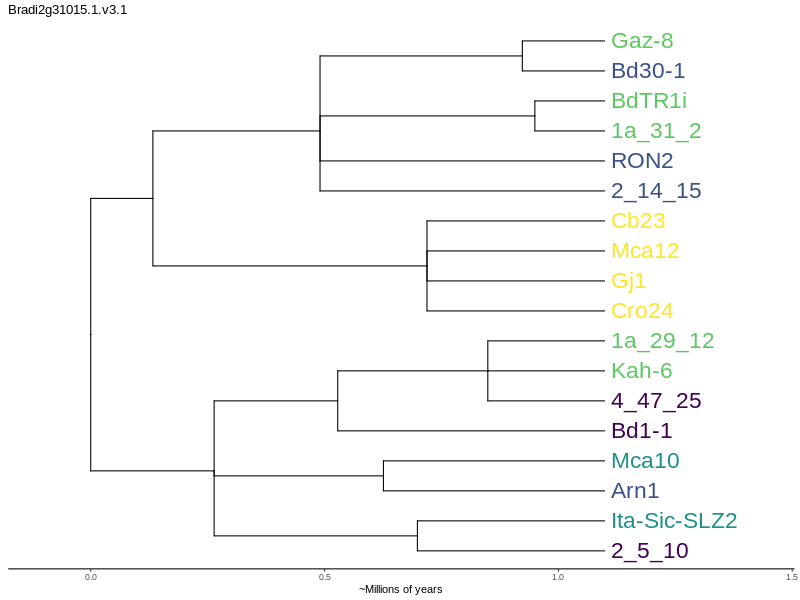 Bradi2g31015.1.v3.1
Gaz-8
Bd30-1
BdTR1i
1a_31_2
RON2
2_14_15
Cb23
Mca12
Gj1
Cro24
1a_29_12
Kah-6
4_47_25
Bd1-1
Mca10
Arn1
Ita-Sic-SLZ2
2_5_10
0.0 0.5 1.0 1.5
~Millions of years